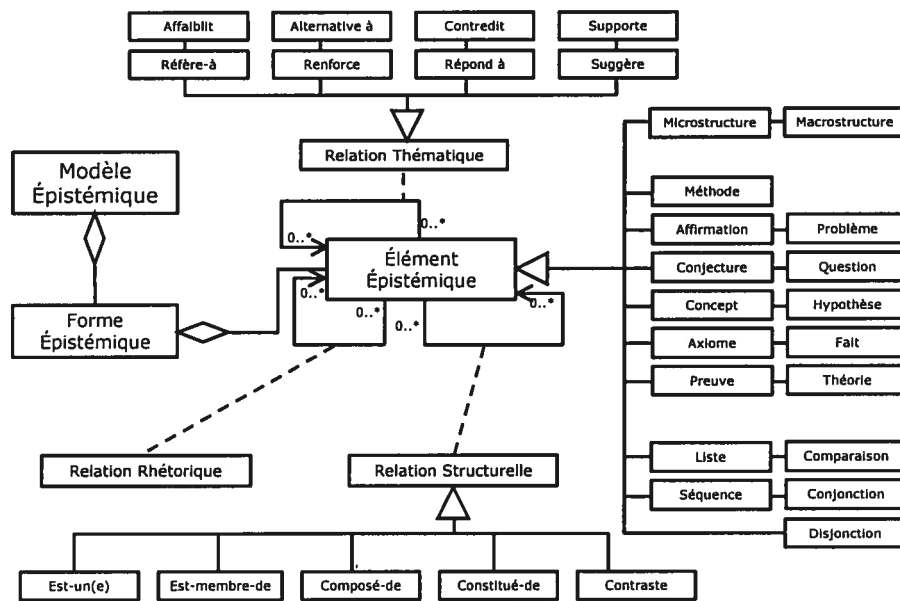 Affaiblit
Alternative à
Contredit
Supporte
Réfère-à
Renforce
Répond à
Suggère
Relation Thématique
Microstructure
Macrostructure
Modèle
Épistémique
Méthode
Affirmation
Problème
0..*
0..*
Élément
Épistémique
Conjecture
Question
0..*
0..*
0..*
0..*
Concept
Hypothèse
Forme
Épistémique
Axiome
Fait
Preuve
Théorie
Relation Rhétorique
Relation Structurelle
Liste
Comparaison
Séquence
Conjonction
Disjonction
Est-un(e)
Est-membre-de
Composé-de
Constitué-de
Contraste